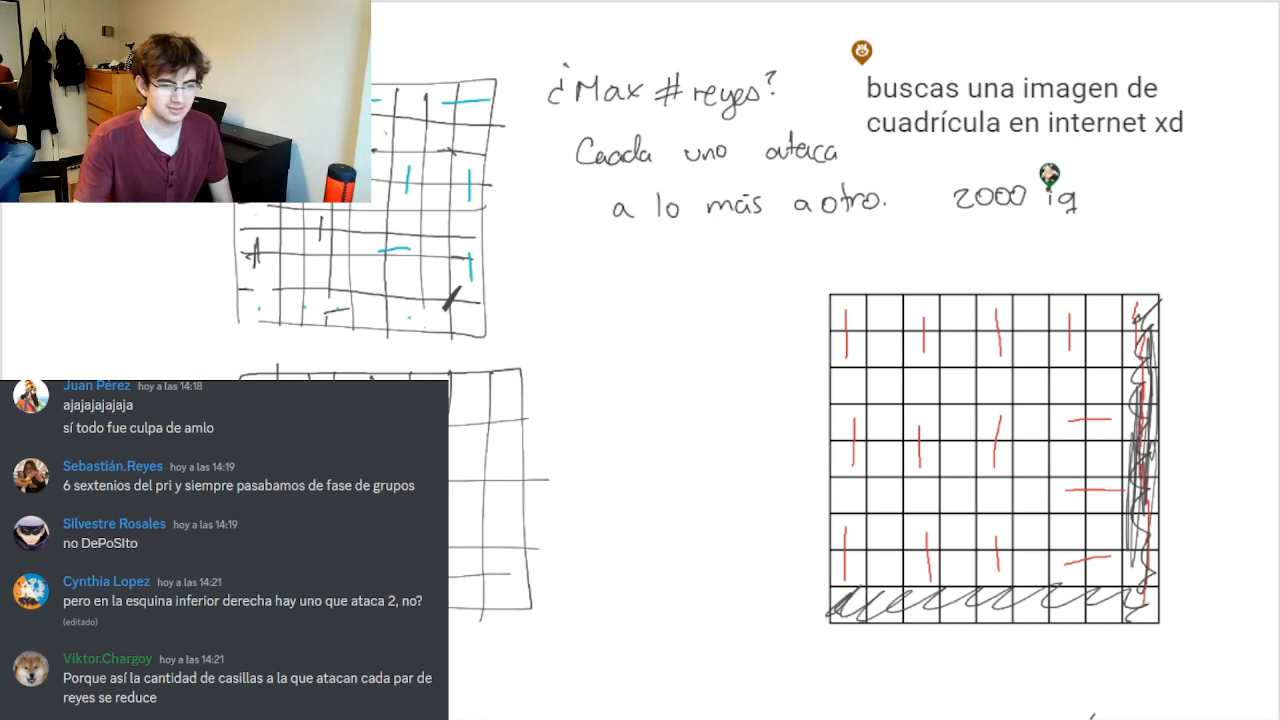 ¿Max # reyes?
Caada uno ataca
a lo más a otro.
buscas una imagen de
cuadrícula en internet xd
2000 iq
Juan Pérez hoy a las 14:18
ajajajajajaja
sí todo fue culpa de amlo
Sebastián.Reyes hoy a las 14:19
6 sextenios del pri y siempre pasabamos de fase de grupos
Silvestre Rosales hoy a las 14:19
no DePoSIto
Cynthia Lopez hoy a las 14:21
pero en la esquina inferior derecha hay uno que ataca 2, no?
(editado)
Viktor.Chargoy hoy a las 14:21
Porque así la cantidad de casillas a la que atacan cada par de
reyes se reduce